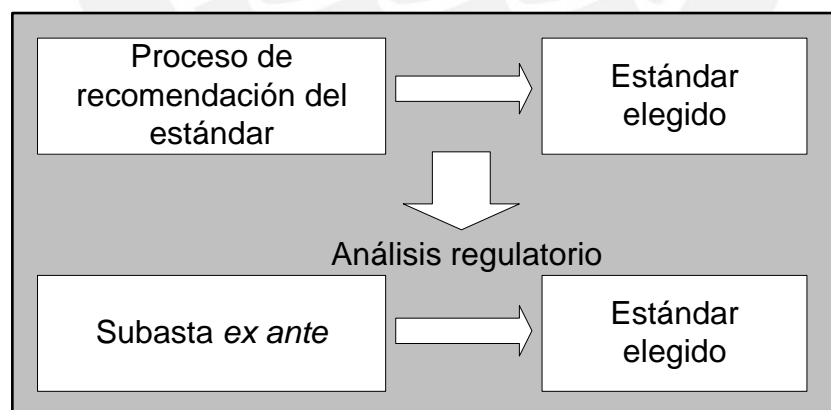 Proceso de
recomendación del
estándar
Estándar
elegido
Análisis regulatorio
Subasta ex ante
Estándar
elegido